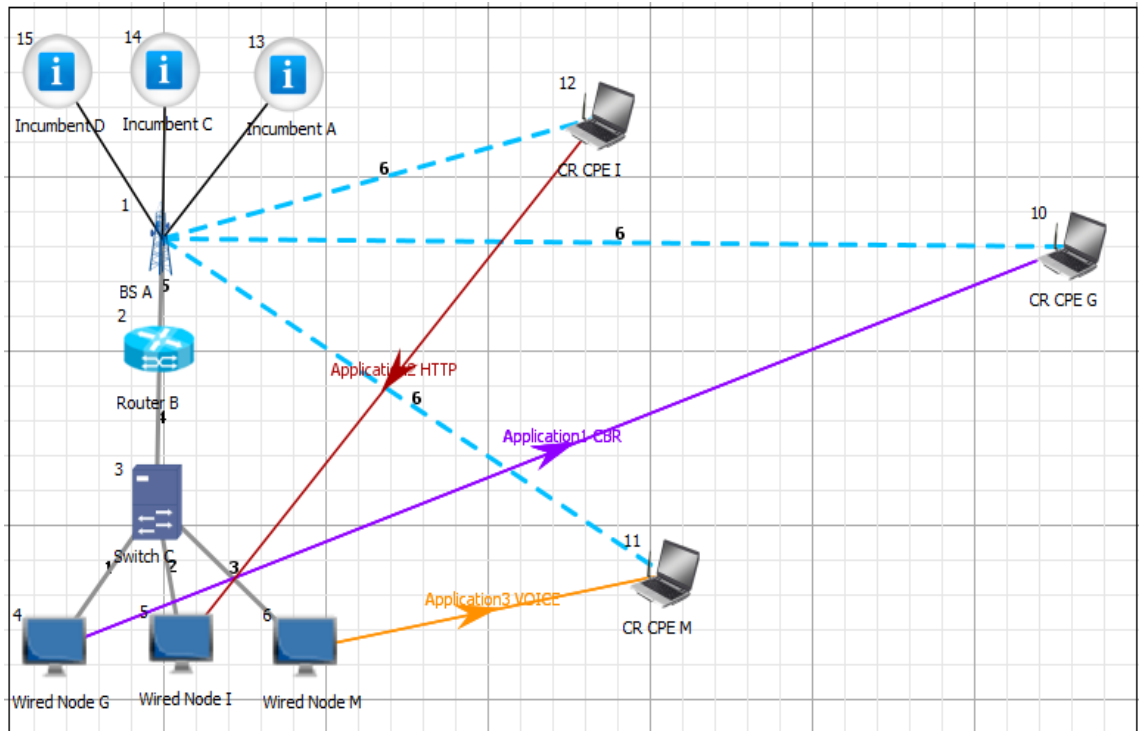 15
14
13
i
i
i
Incumbent D
Incumbent C
Incumbent A
12
6
CR CPE I
1
10
6
BS A
5
CR CPE G
2
Application2 HTTP
Router B
6
4
Application1 CBR
3
11
Switch C
1
2
3
Application3 VOICE
4
5
6
CR CPE M
Wired Node G
Wired Node I
Wired Node M